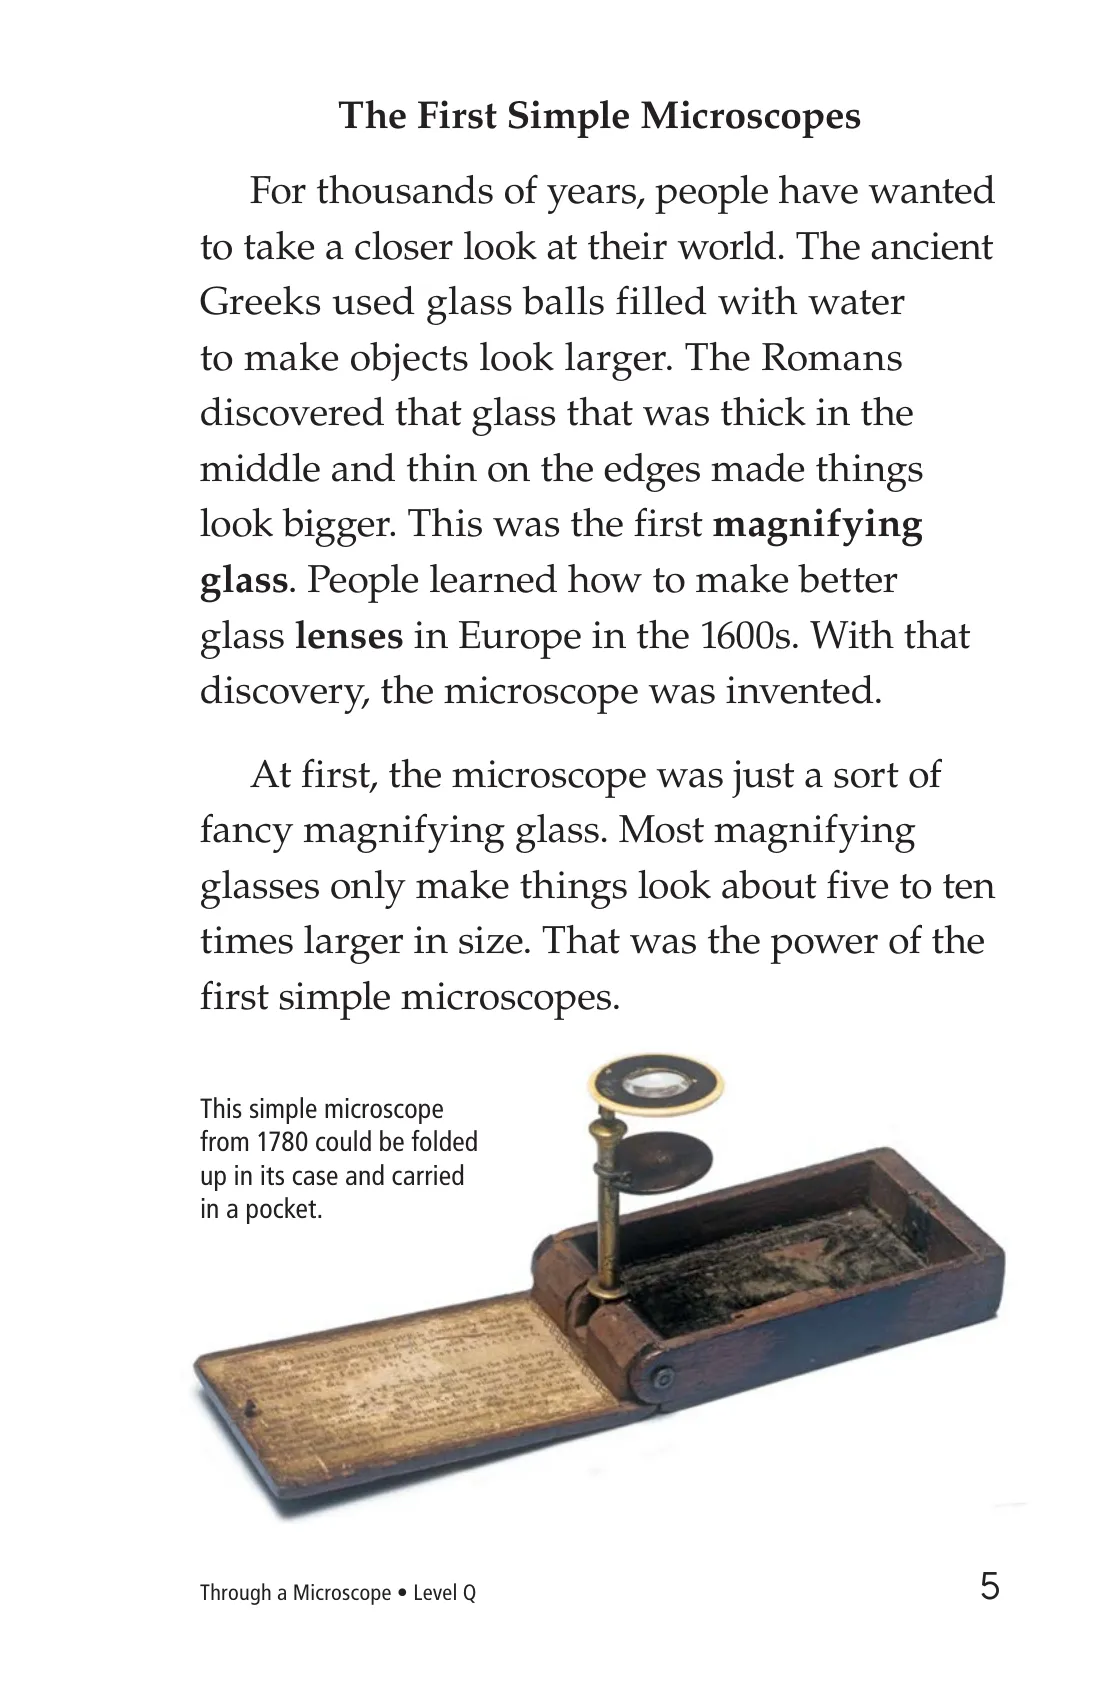 The First Simple Microscopes
For thousands of years, people have wanted
to take a closer look at their world. The ancient
Greeks used glass balls filled with water
to make objects look larger. The Romans
discovered that glass that was thick in the
middle and thin on the edges made things
look bigger. This was the first magnifying
glass. People learned how to make better
glass lenses in Europe in the 1600s. With that
discovery, the microscope was invented.
At first, the microscope was just a sort of
fancy magnifying glass. Most magnifying
glasses only make things look about five to ten
times larger in size. That was the power of the
first simple microscopes.
This simple microscope
from 1780 could be folded
up in its case and carried
in a pocket.
Through a Microscope • Level Q
5